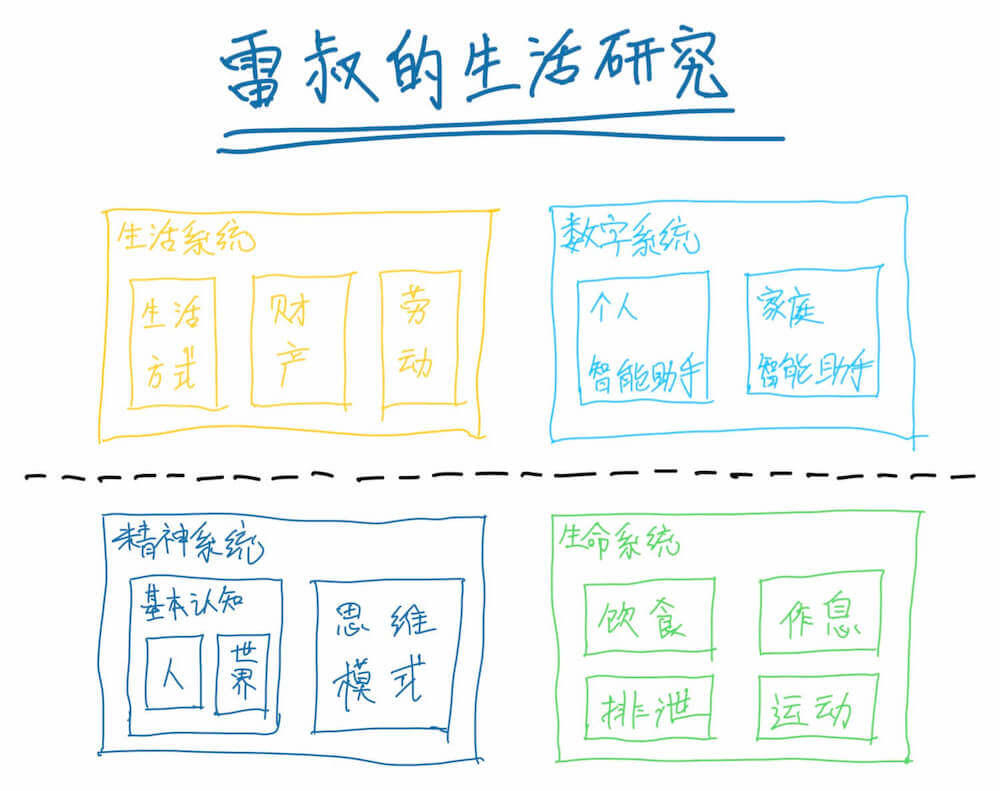 雷叔的生活研究
生活系统
生活
方式
财
产
劳
动
数字系统
个人
智能助手
家庭
智能助手
精神系统
基本认知
人
世
界
思维
模式
生命系统
饮食
作息
排泄
运动